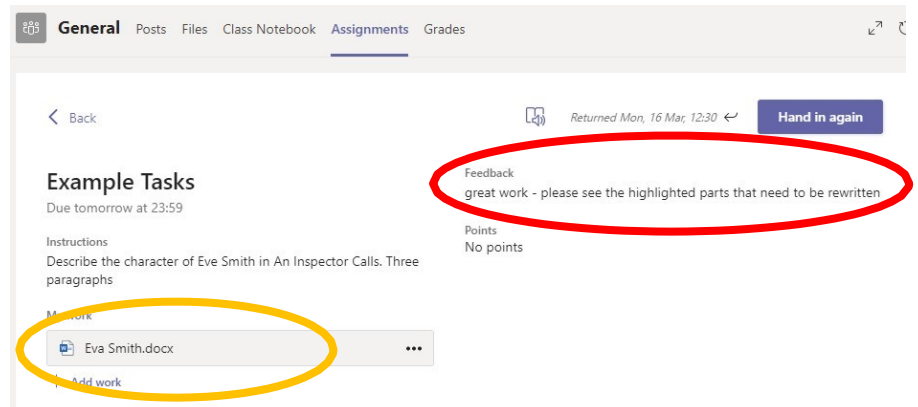 General Posts Files Class Notebook Assignments Grades
Back
Returned Mon, 16 Mar, 12:30
Hand in again
Example Tasks
Due tomorrow at 23:59
Instructions
Describe the character of Eve Smith in An Inspector Calls. Three
paragraphs
My work
Eva Smith.docx
Add work
Feedback
great work - please see the highlighted parts that need to be rewritten
Points
No points